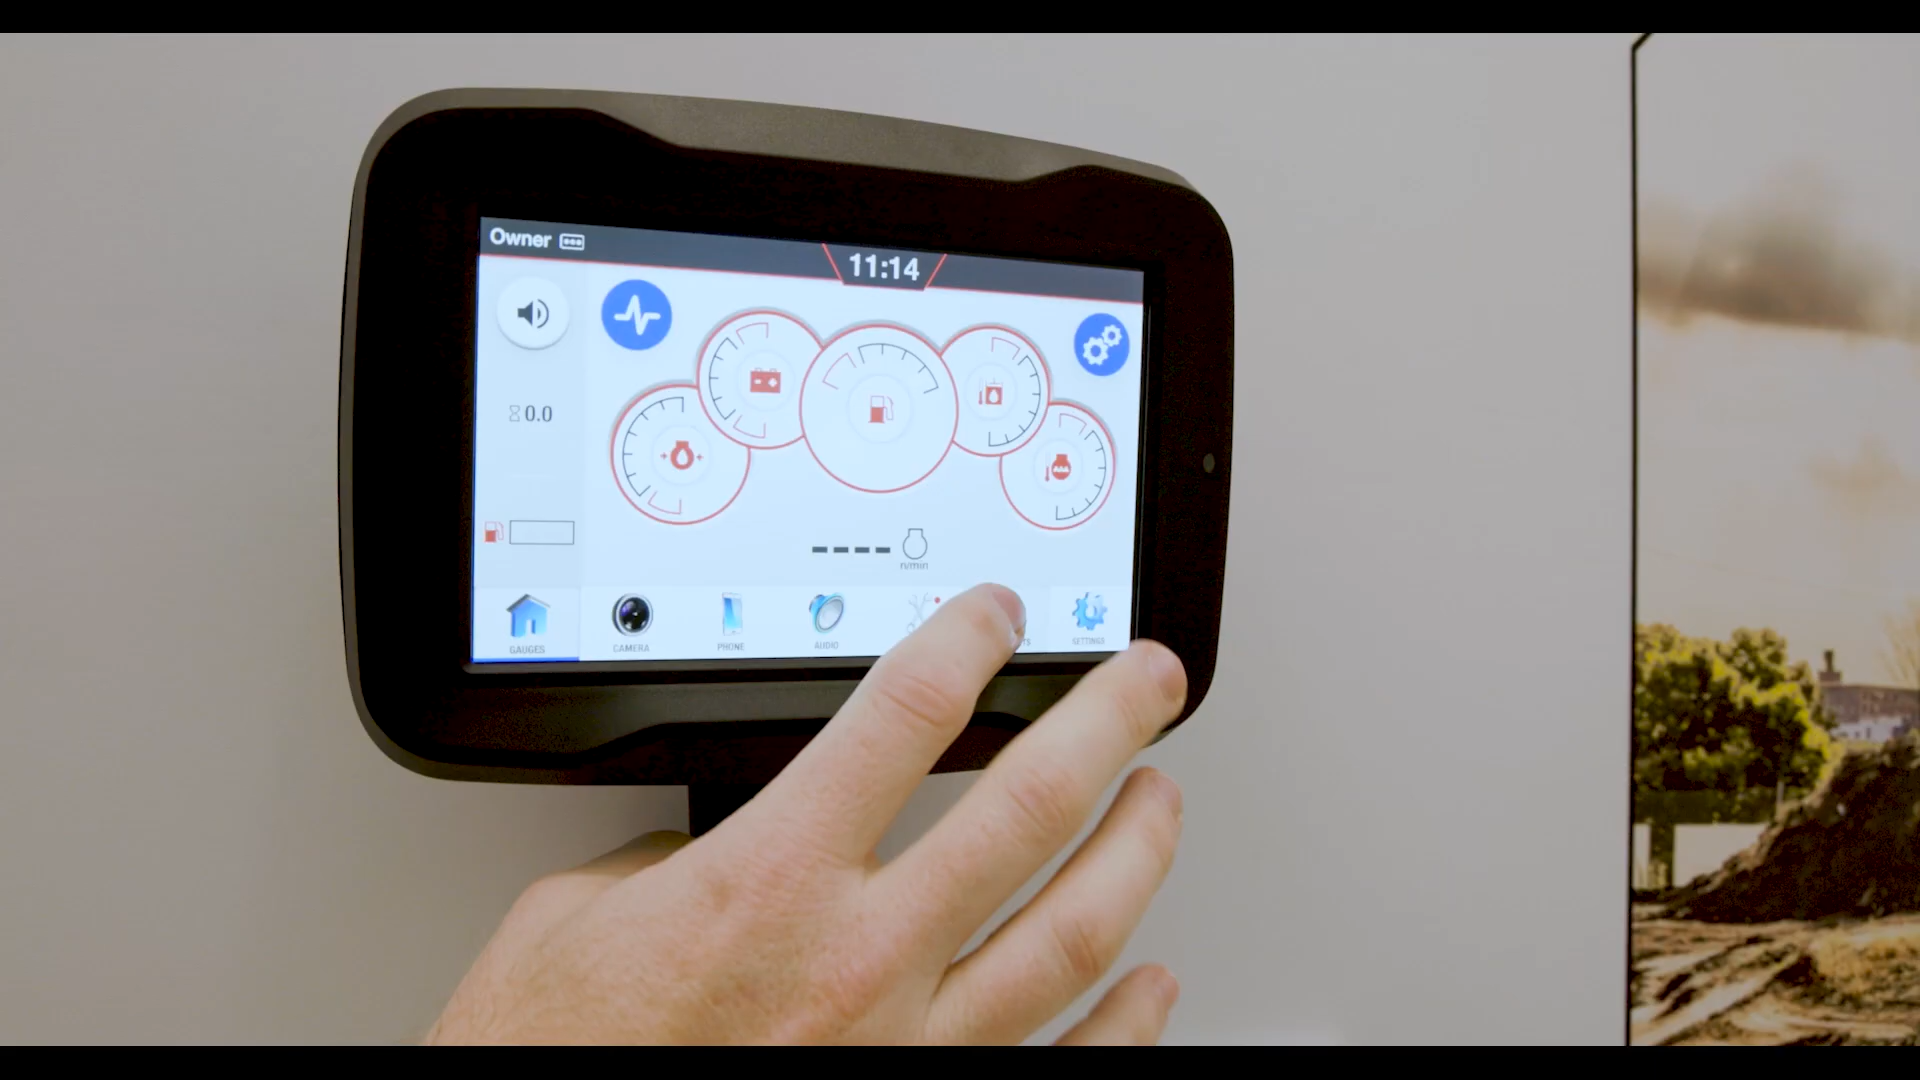 Owner
11:14
0.0
n/min
GAUGES
CAMERA
PHONE
AUDIO
SETTINGS